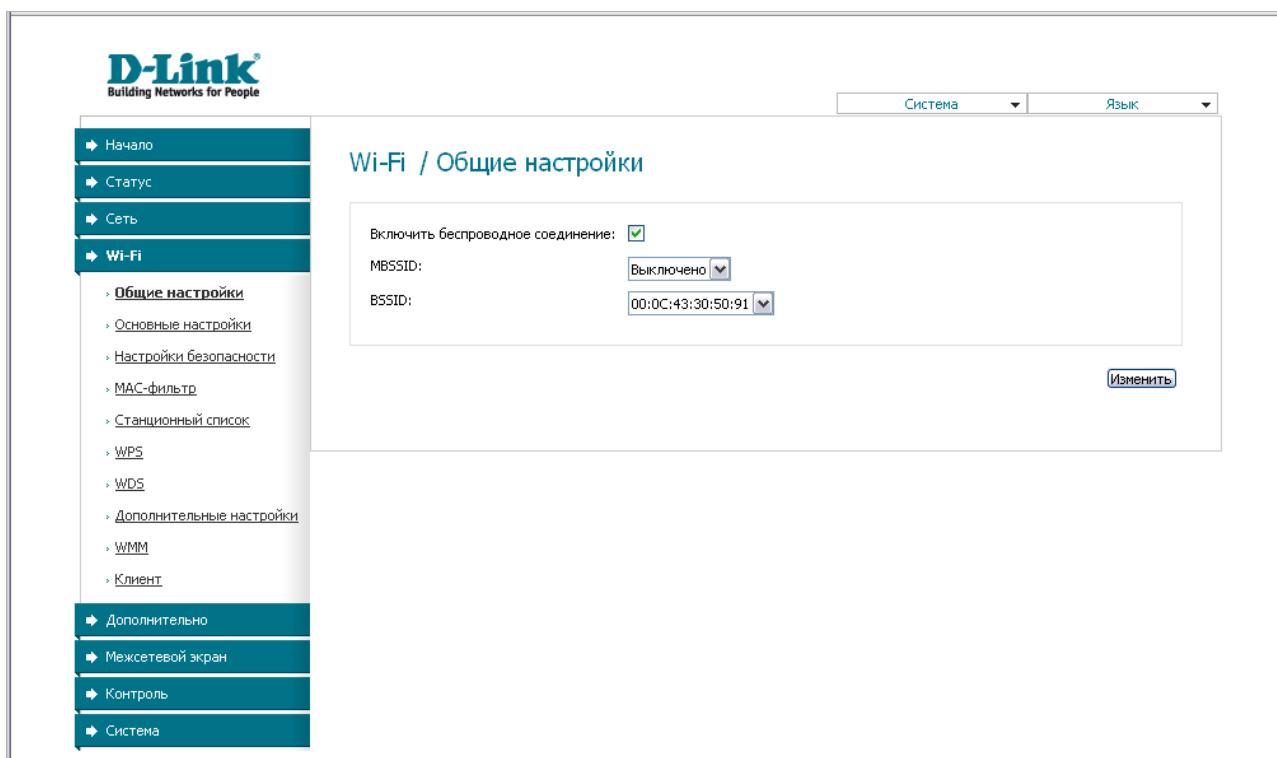 D-Link
Building Networks for People
Система
Язык
Начало
Статус
Сеть
Wi-Fi
Общие настройки
Основные настройки
Настройки безопасности
MAC-фильтр
Станционный список
WPS
WDS
Дополнительные настройки
WMM
Клиент
Дополнительно
Межсетевой экран
Контроль
Система
Wi-Fi / Общие настройки
Включить беспроводное соединение:
MBSSID: Выключено
BSSID: 00:0C:43:30:50:91
Изменить